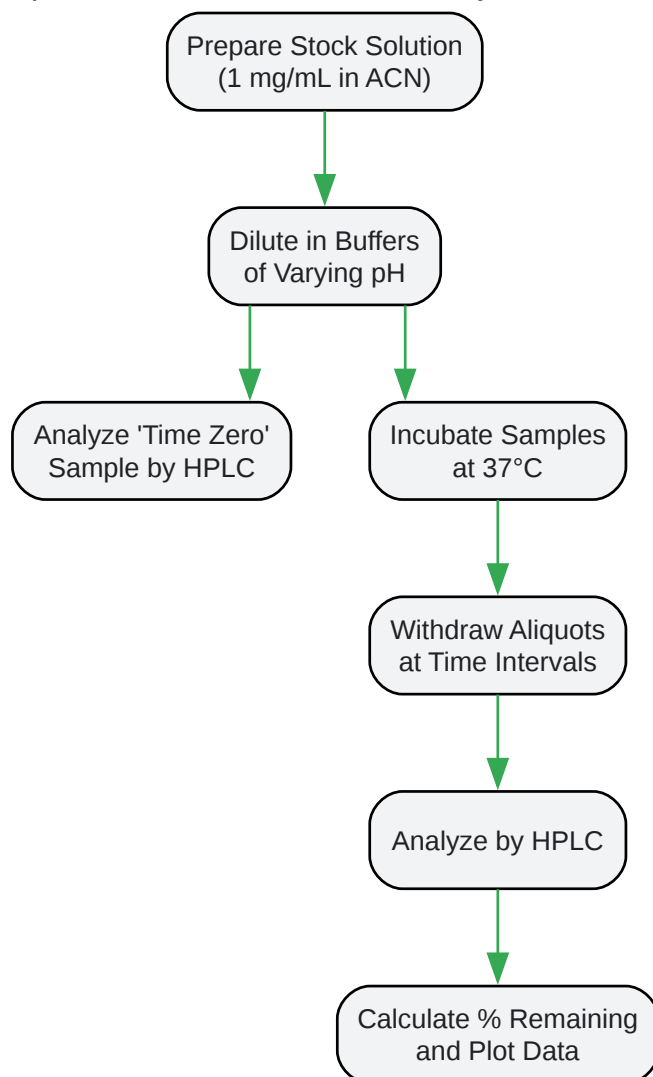 Prepare Stock Solution
(1 mg/mL in ACN)
Dilute in Buffers
of Varying pH
Analyze 'Time Zero'
Sample by HPLC
Incubate Samples
at 37°C
Withdraw Aliquots
at Time Intervals
Analyze by HPLC
Calculate % Remaining
and Plot Data